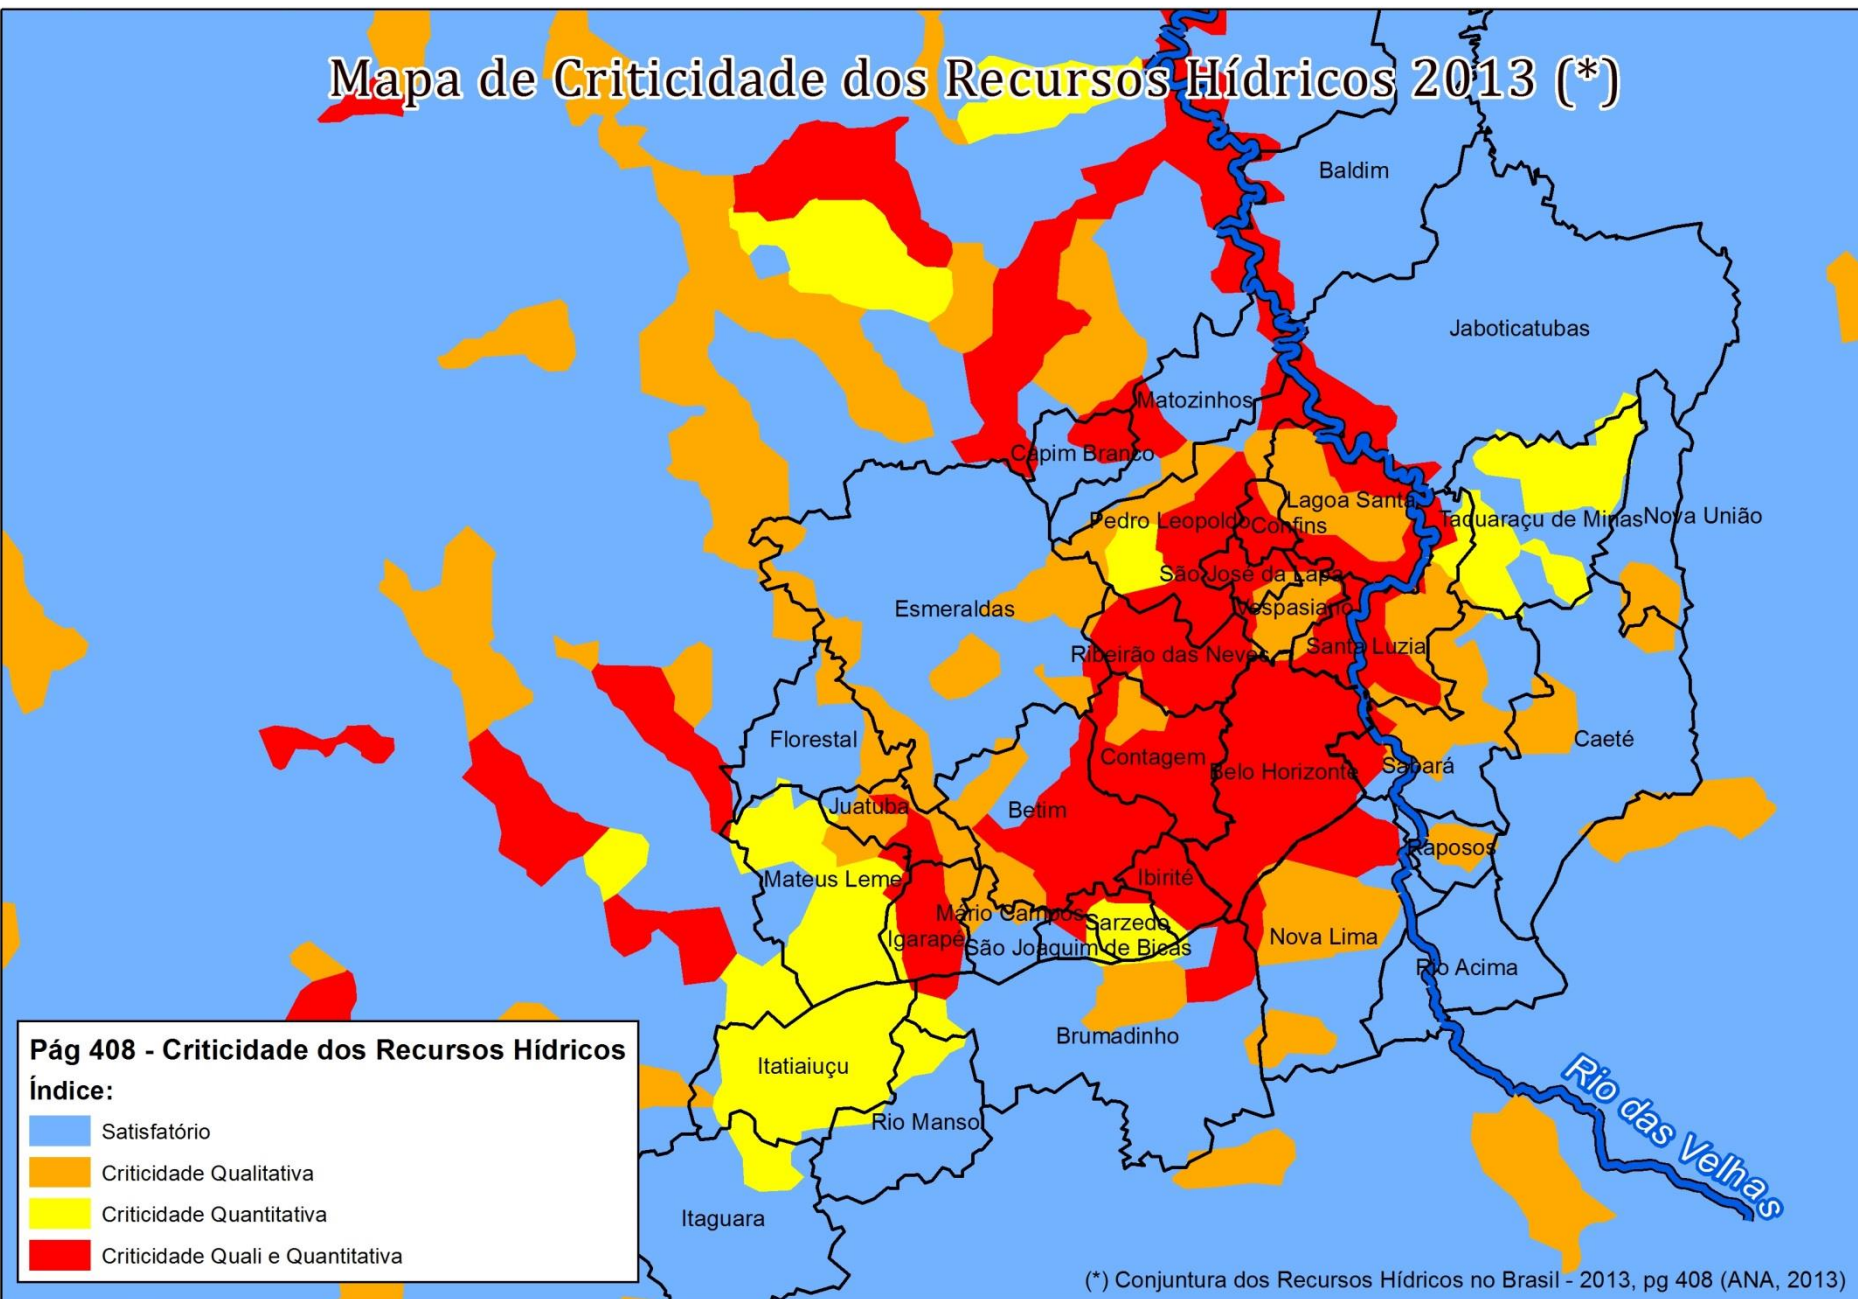 Mapa de Criticidade dos Recursos Hídricos 2013 (*)
Baldim
Jaboticatubas
Matozinhos
Capim Branco
Lagoa Santa
Pedro Leopoldo
Confins
Taquaraçu de Minas
Nova União
São José da Lapa
Esmeraldas
Vespasiano
Ribeirão das Neves
Santa Luzia
Florestal
Contagem
Belo Horizonte
Sabará
Caeté
Juatuba
Betim
Raposos
Mateus Leme
Ibirité
Mário Campos
Sarzedo
Igarapé
São Joaquim de Bicas
Nova Lima
Rio Acima
Brumadinho
Itatiaiuçu
Rio Manso
Rio das Velhas
Itaguara
Pág 408 - Criticidade dos Recursos Hídricos
Índice:
Satisfatório
Criticidade Qualitativa
Criticidade Quantitativa
Criticidade Quali e Quantitativa
(*) Conjuntura dos Recursos Hídricos no Brasil - 2013, pg 408 (ANA, 2013)